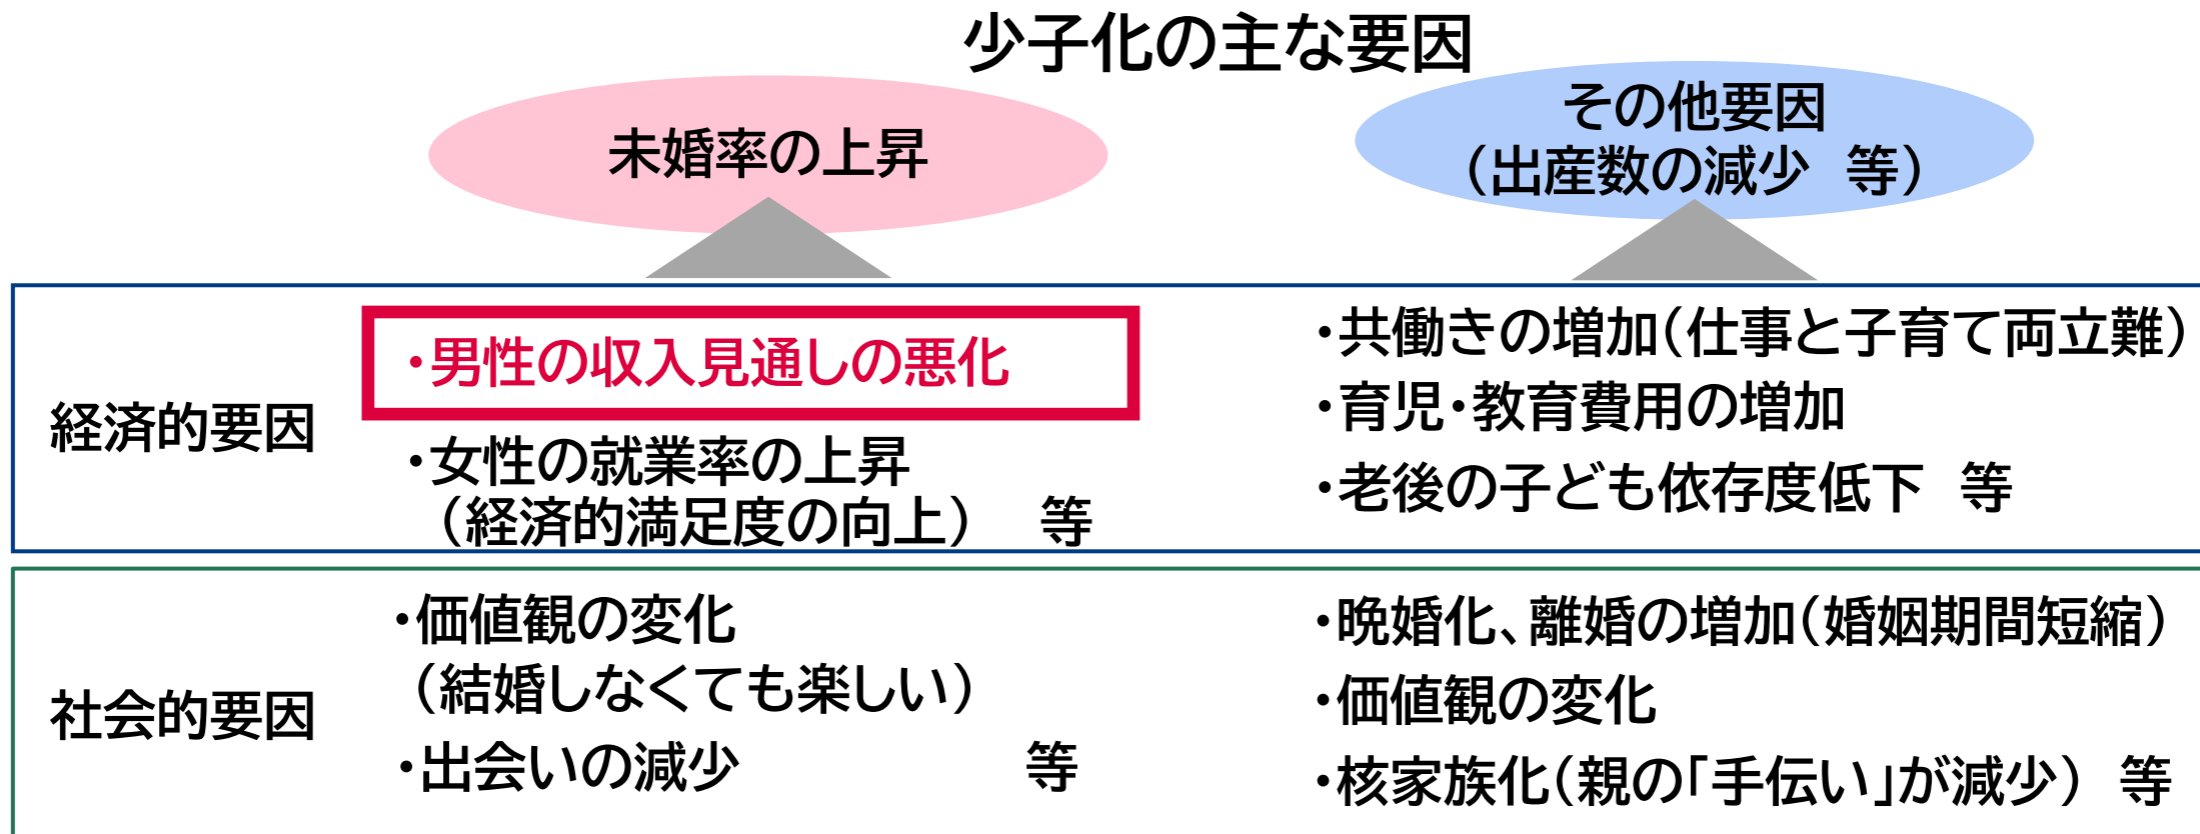 少子化の主な要因
未婚率の上昇
その他要因
（出産数の減少　等）
経済的要因
・男性の収入見通しの悪化
・女性の就業率の上昇
（経済的満足度の向上）　等
・共働きの増加（仕事と子育て両立難）
・育児・教育費用の増加
・老後の子ども依存度低下　等
社会的要因
・価値観の変化
（結婚しなくても楽しい）
・出会いの減少　等
・晩婚化、離婚の増加（婚姻期間短縮）
・価値観の変化
・核家族化（親の「手伝い」が減少）　等